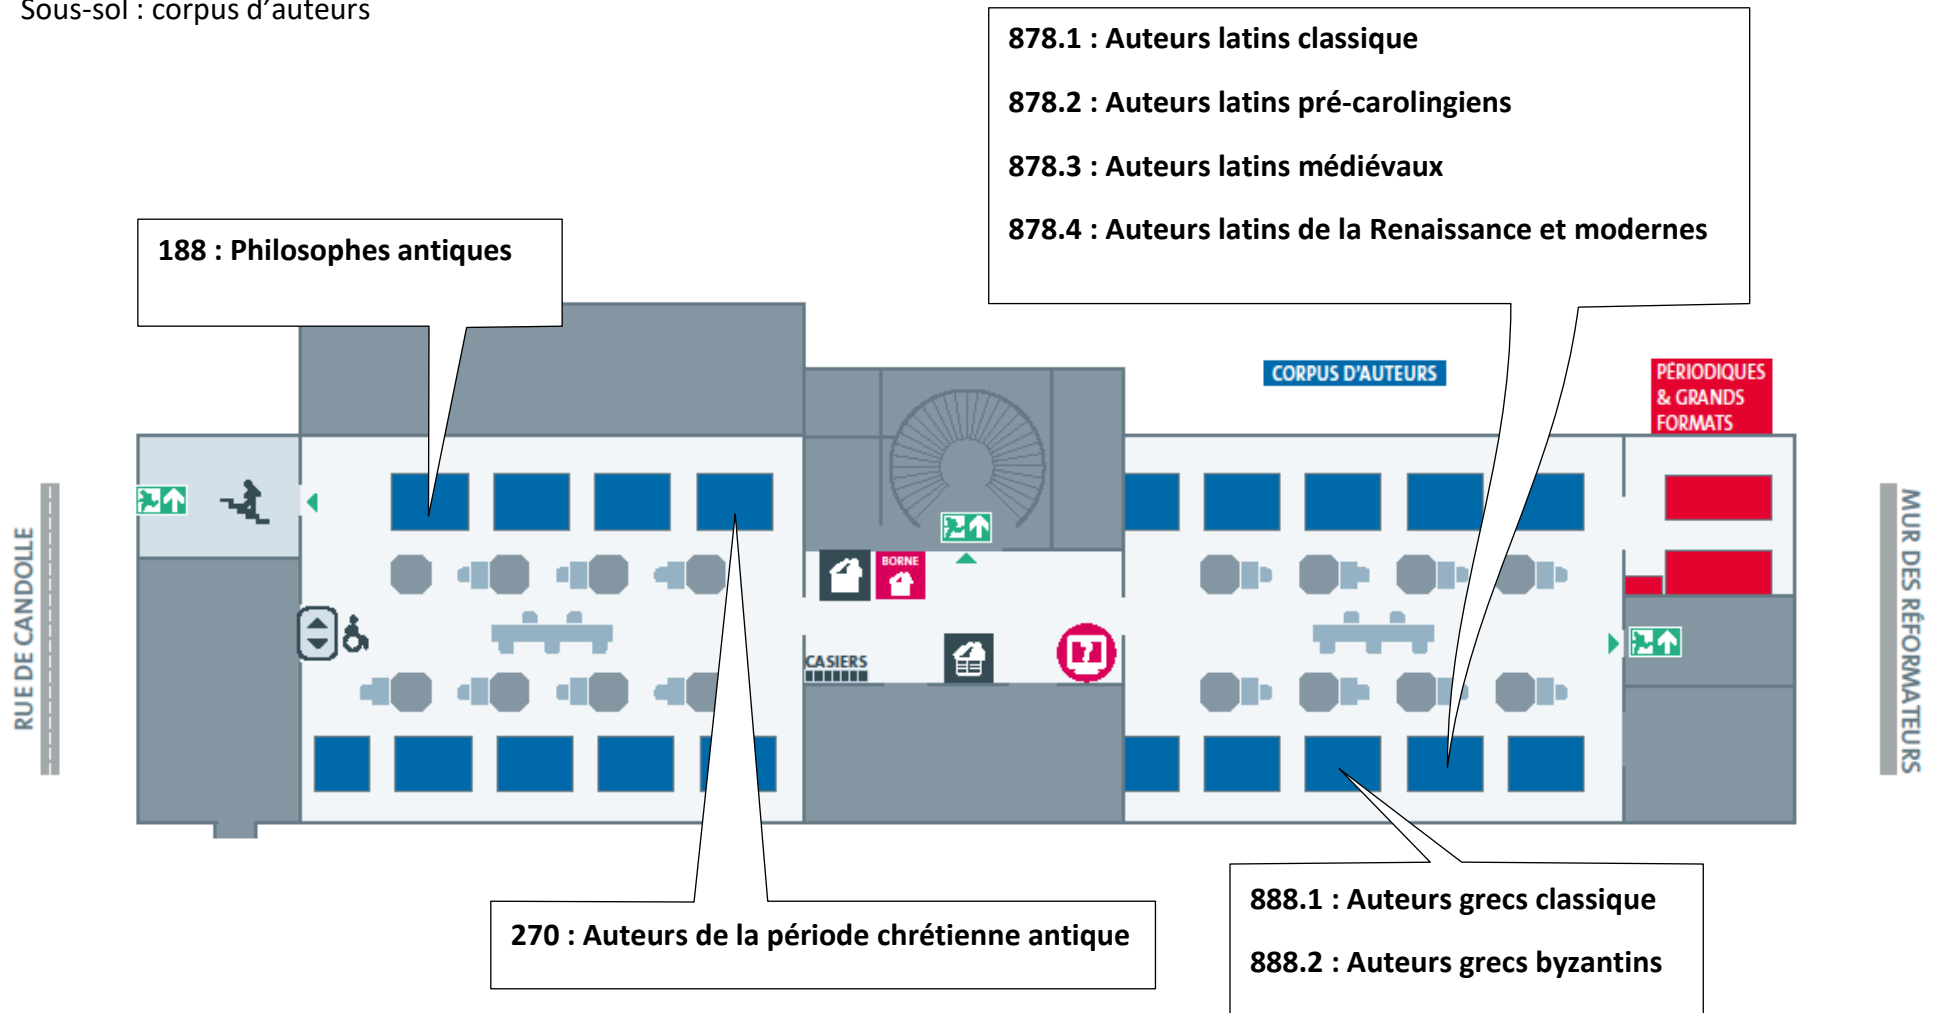 Sous-sol : corpus d’auteurs
878.1 : Auteurs latins classique
878.2 : Auteurs latins pré-carolingiens
878.3 : Auteurs latins médiévaux
878.4 : Auteurs latins de la Renaissance et modernes
188 : Philosophes antiques
CORPUS D'AUTEURS
PÉRIODIQUES
& GRANDS
FORMATS
RUE DE CANDOLLE
BORNE
?
CASIERS
MUR DES RÉFORMATEURS
270 : Auteurs de la période chrétienne antique
888.1 : Auteurs grecs classique
888.2 : Auteurs grecs byzantins